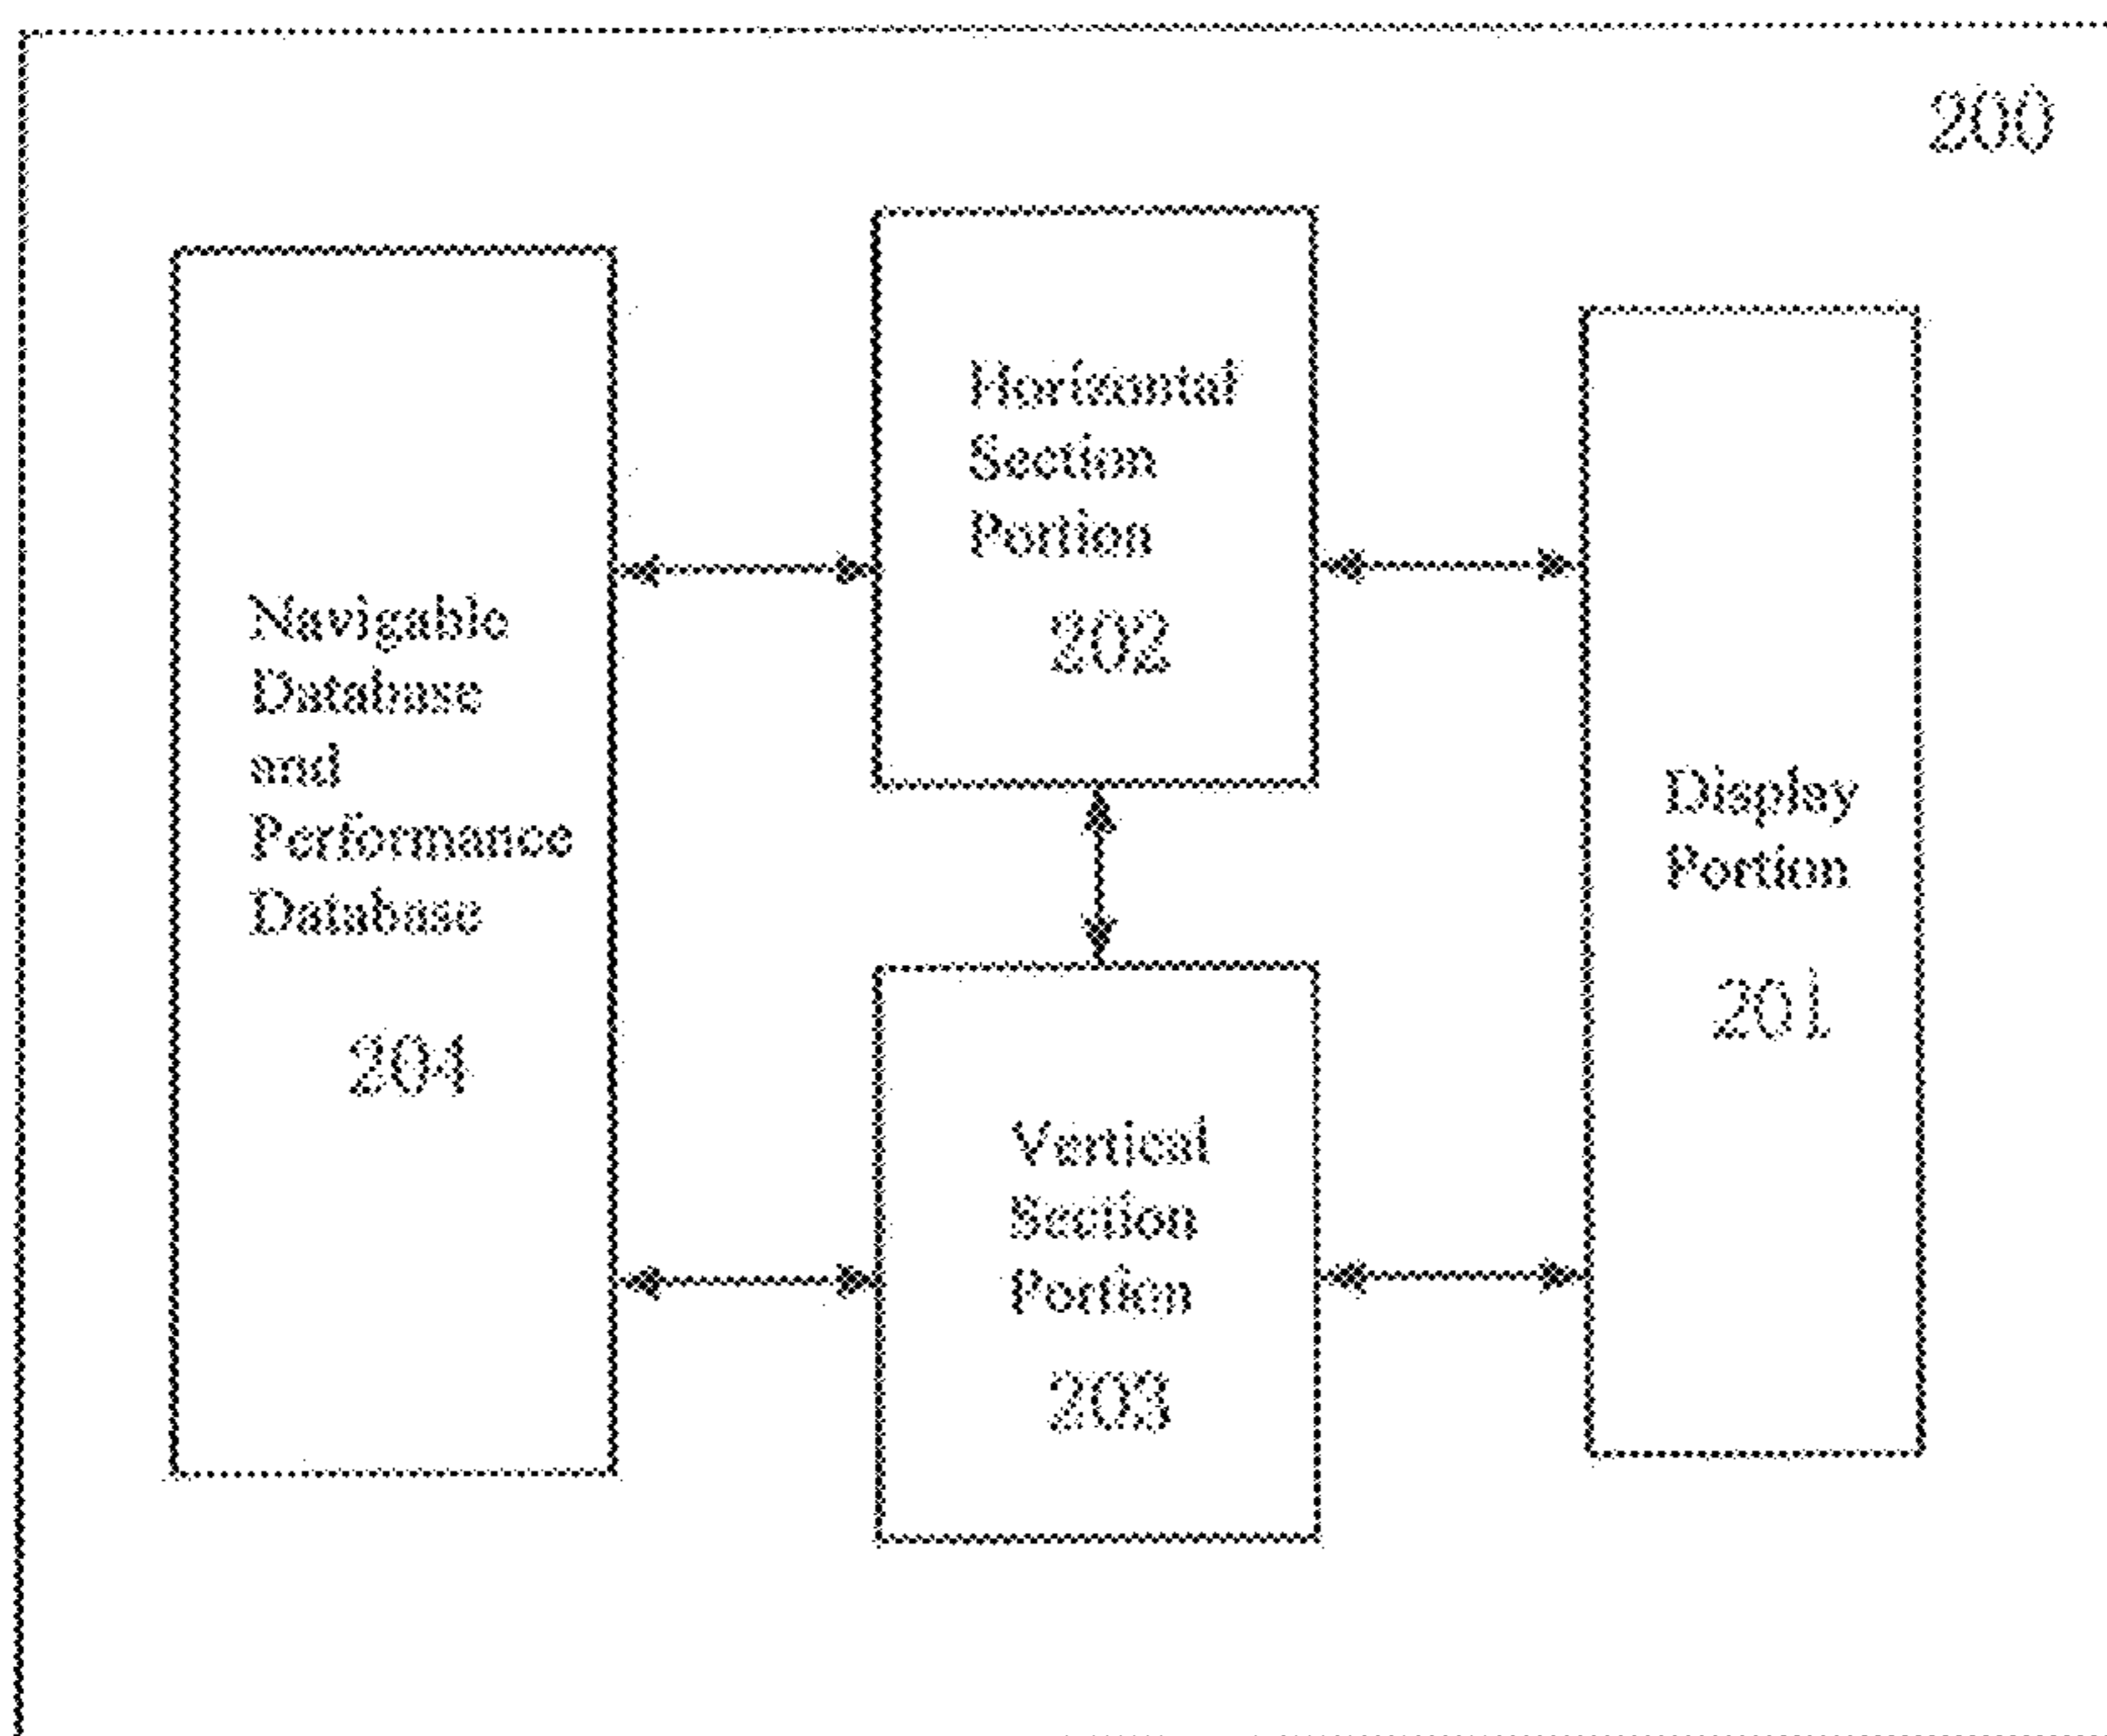 200
Navigable
Database
and
Performance
Database
204
Horizontal
Section
Portion
202
Vertical
Section
Portion
203
Display
Portion
201